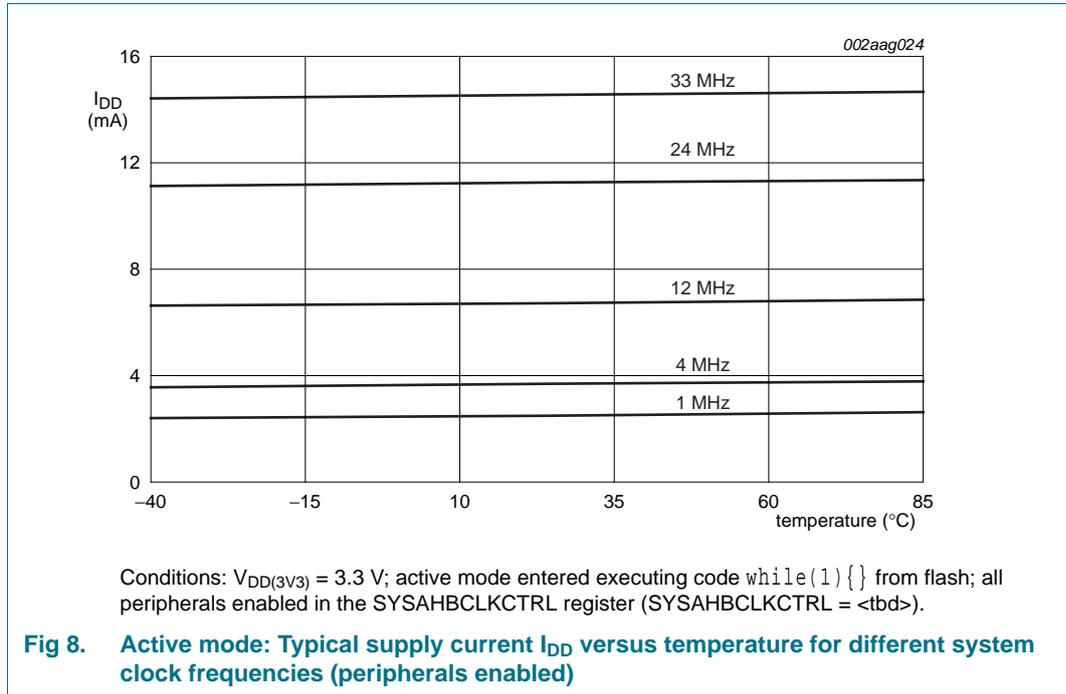 002aag024
16
I_DD
(mA)
33 MHz
24 MHz
12
8
12 MHz
4 MHz
4
1 MHz
0
−40
−15
10
35
60
85
temperature (°C)
Conditions: V_DD(3V3) = 3.3 V; active mode entered executing code while(1){} from flash; all
peripherals enabled in the SYSAHBCLKCTRL register (SYSAHBCLKCTRL = <tbd>).
Fig 8. Active mode: Typical supply current I_DD versus temperature for different system
clock frequencies (peripherals enabled)